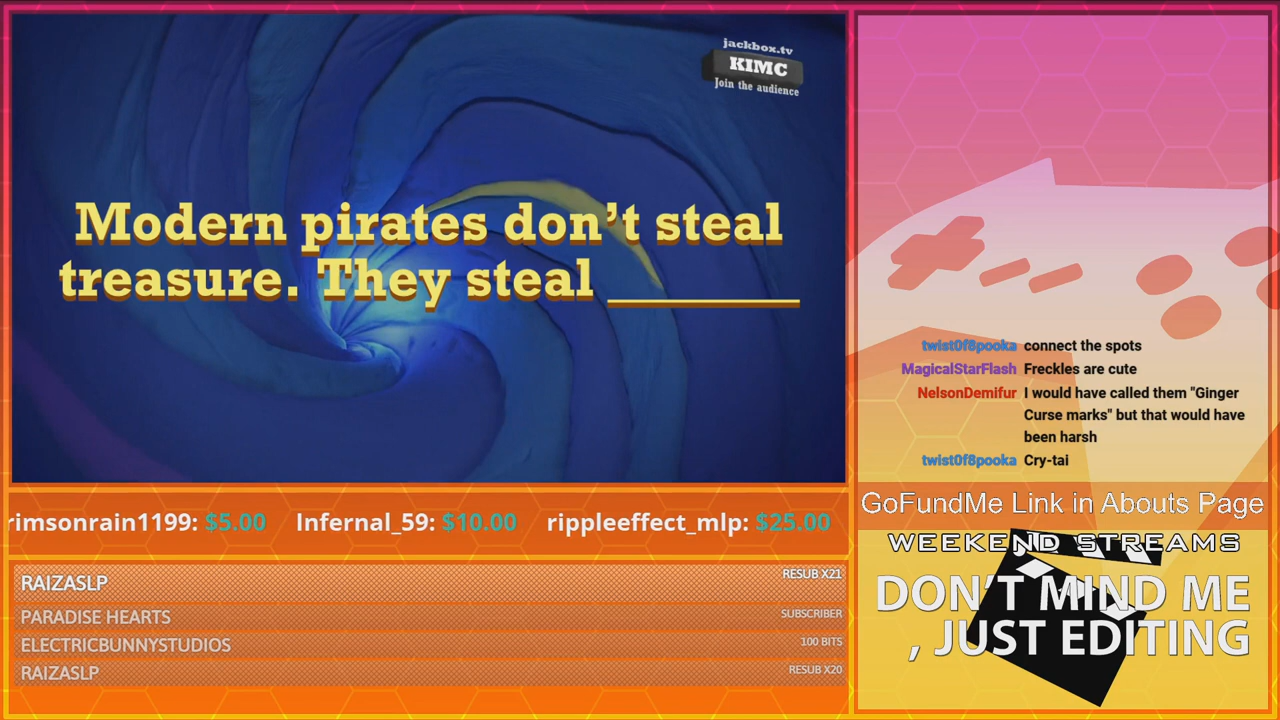 jackbox.tv
KIMC
Join the audience
Modern pirates don't steal
treasure. They steal ________
twist0f8pooka connect the spots
MagicalStarFlash Freckles are cute
NelsonDemifur I would have called them "Ginger
Curse marks" but that would have
been harsh
twist0f8pooka Cry-tai
GoFundMe Link in Abouts Page
WEEKEND STREAMS
DON'T MIND ME
, JUST EDITING
rimsonrain1199: $5.00 Infernal_59: $10.00 rippleeffect_mlp: $25.00
RAIZASLP RESUB X21
PARADISE HEARTS SUBSCRIBER
ELECTRICBUNNYSTUDIOS 100 BITS
RAIZASLP RESUB X20